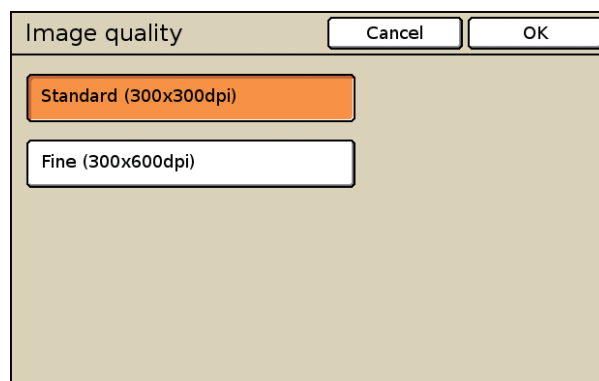 Image quality
Cancel
OK
Standard (300x300dpi)
Fine (300x600dpi)